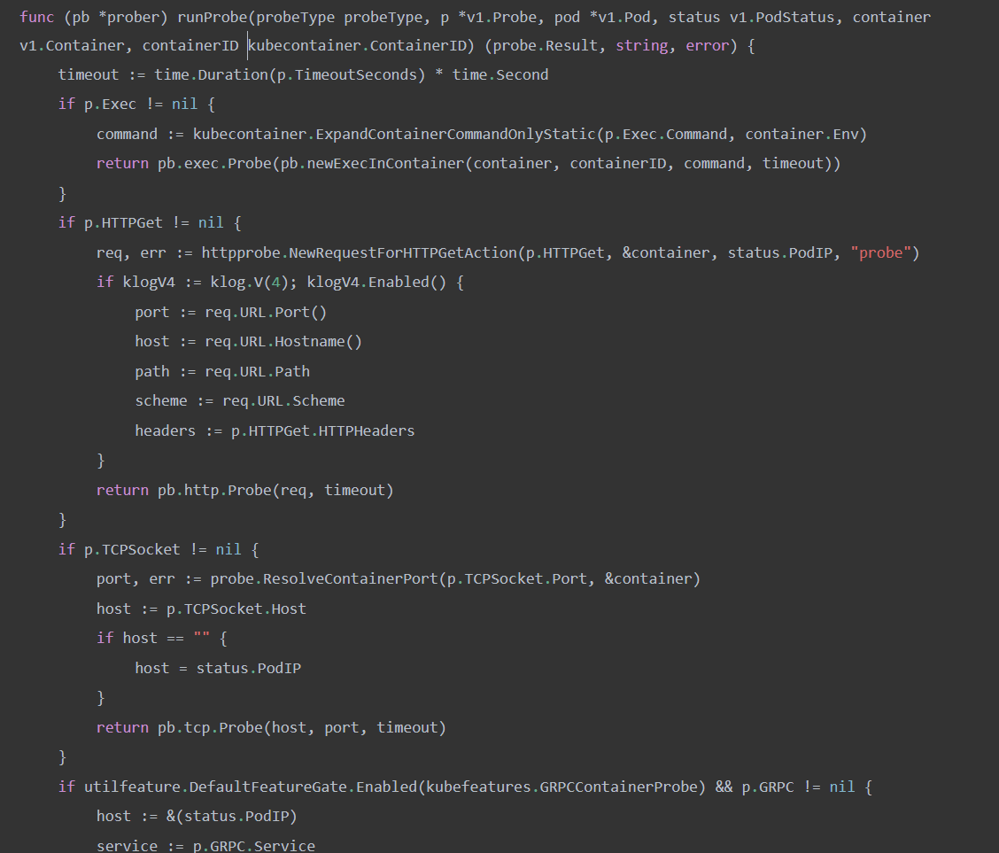 func (pb *prober) runProbe(probeType probeType, p *v1.Probe, pod *v1.Pod, status v1.PodStatus, container
v1.Container, containerID kubecontainer.ContainerID) (probe.Result, string, error) {
    timeout := time.Duration(p.TimeoutSeconds) * time.Second
    if p.Exec != nil {
        command := kubecontainer.ExpandContainerCommandOnlyStatic(p.Exec.Command, container.Env)
        return pb.exec.Probe(pb.newExecInContainer(container, containerID, command, timeout))
    }
    if p.HTTPGet != nil {
        req, err := httpprobe.NewRequestForHTTPGetAction(p.HTTPGet, &container, status.PodIP, "probe")
        if klogV4 := klog.V(4); klogV4.Enabled() {
            port := req.URL.Port()
            host := req.URL.Hostname()
            path := req.URL.Path
            scheme := req.URL.Scheme
            headers := p.HTTPGet.HTTPHeaders
        }
        return pb.http.Probe(req, timeout)
    }
    if p.TCPSocket != nil {
        port, err := probe.ResolveContainerPort(p.TCPSocket.Port, &container)
        host := p.TCPSocket.Host
        if host == "" {
            host = status.PodIP
        }
        return pb.tcp.Probe(host, port, timeout)
    }
    if utilfeature.DefaultFeatureGate.Enabled(kubefeatures.GRPCContainerProbe) && p.GRPC != nil {
        host := &(status.PodIP)
        service := p.GRPC.Service